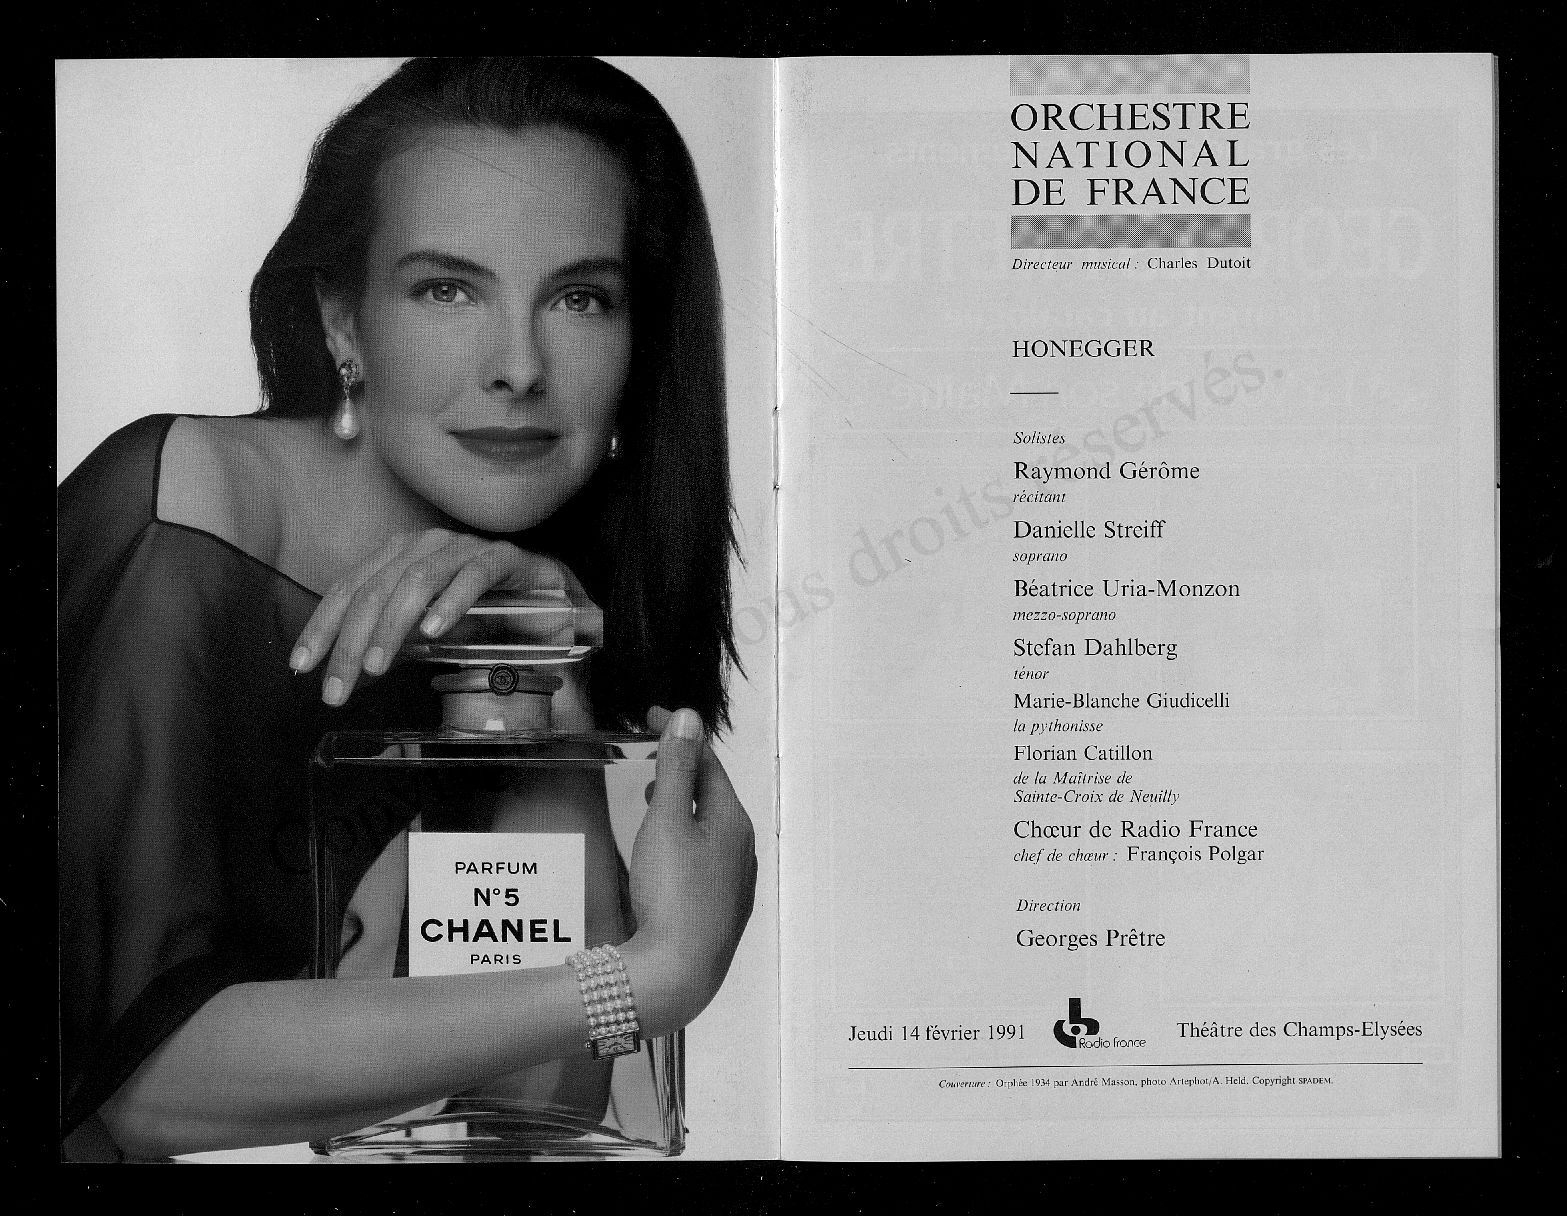 PARFUM
N°5
CHANEL
PARIS
ORCHESTRE
NATIONAL
DE FRANCE
Directeur musical : Charles Dutoit
HONEGGER
Solistes
Raymond Gérôme
récitant
Danielle Streiff
soprano
Béatrice Uria-Monzon
mezzo-soprano
Stefan Dahlberg
ténor
Marie-Blanche Giudicelli
la pythonisse
Florian Catillon
de la Maîtrise de
Sainte-Croix de Neuilly
Chœur de Radio France
chef de chœur : François Polgar
Direction
Georges Prêtre
Jeudi 14 février 1991
Radio france
Théâtre des Champs-Elysées
Couverture : Orphée 1934 par André Masson, photo Artephot/A. Held. Copyright SPADEM.
droits réservés.